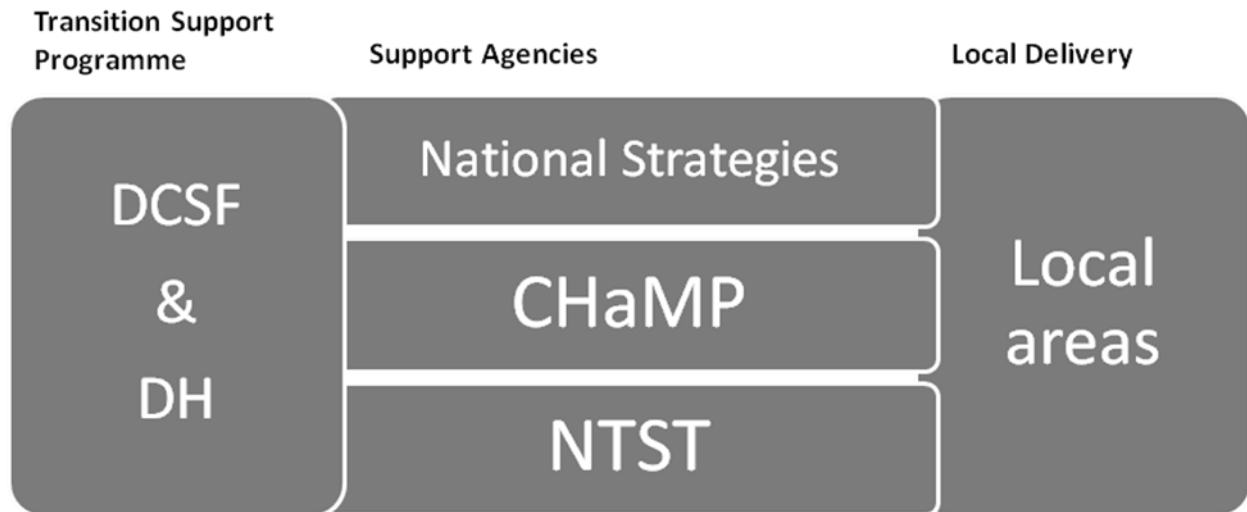 Transition Support
Programme
Support Agencies
Local Delivery
DCSF
&
DH
National Strategies
CHaMP
NTST
Local
areas